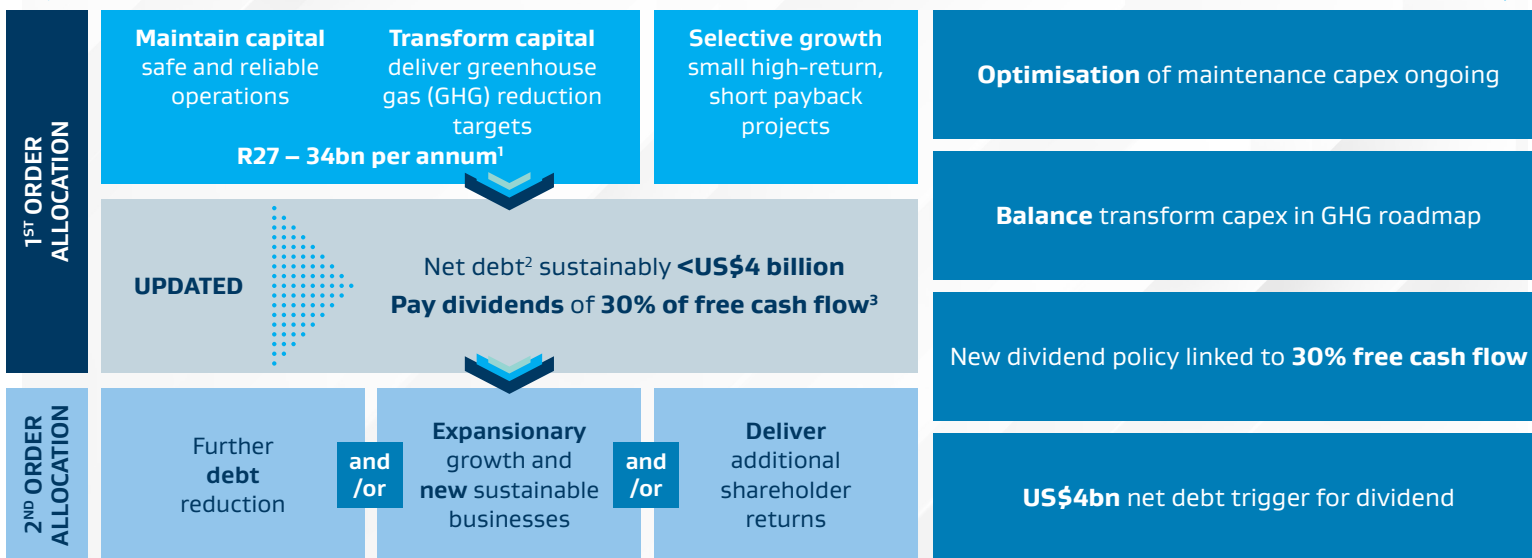 1ST ORDER
ALLOCATION
Maintain capital
safe and reliable
operations
Transform capital
deliver greenhouse
gas (GHG) reduction
targets
R27 – 34bn per annum1
Selective growth
small high-return,
short payback
projects
UPDATED
Net debt2 sustainably <US$4 billion
Pay dividends of 30% of free cash flow3
2ND ORDER
ALLOCATION
Further
debt
reduction
and
/or
Expansionary
growth and
new sustainable
businesses
and
/or
Deliver
additional
shareholder
returns
Optimisation of maintenance capex ongoing
Balance transform capex in GHG roadmap
New dividend policy linked to 30% free cash flow
US$4bn net debt trigger for dividend